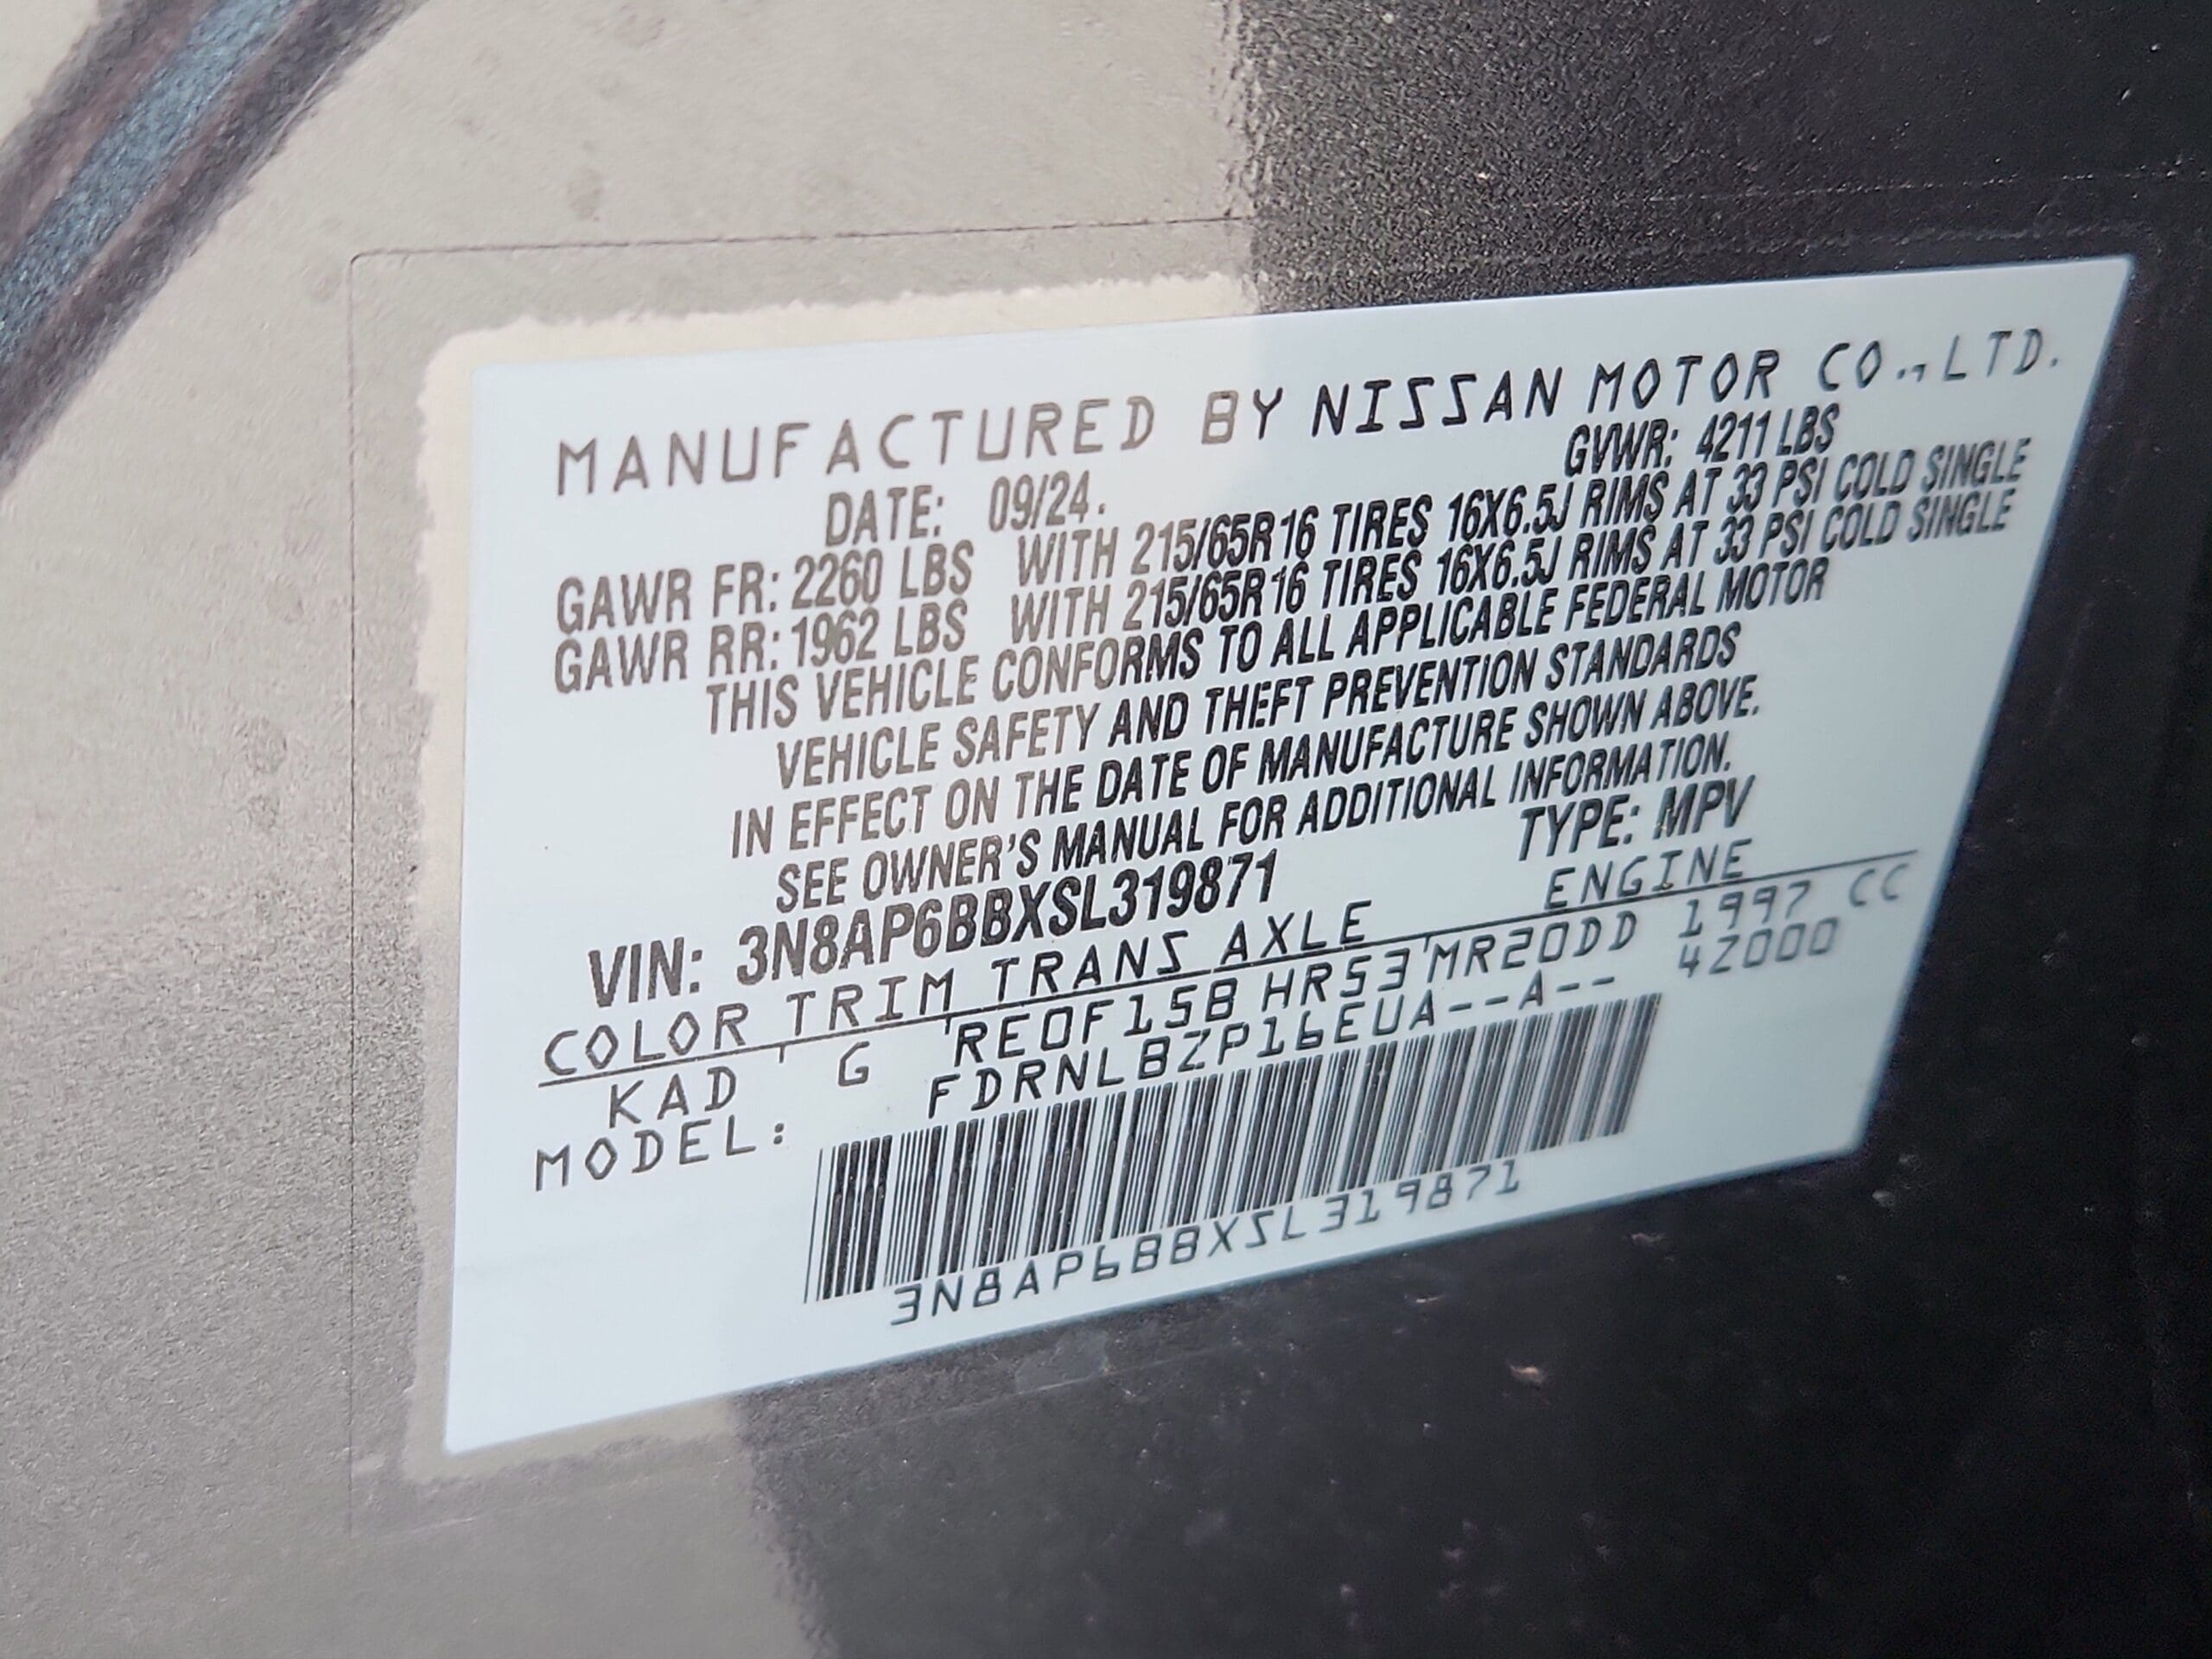 MANUFACTURED BY NISSAN MOTOR CO., LTD.
DATE: 09/24. GVWR: 4211 LBS
GAWR FR: 2260 LBS WITH 215/65R16 TIRES 16X6.5J RIMS AT 33 PSI COLD SINGLE
GAWR RR: 1962 LBS WITH 215/65R16 TIRES 16X6.5J RIMS AT 33 PSI COLD SINGLE
THIS VEHICLE CONFORMS TO ALL APPLICABLE FEDERAL MOTOR
VEHICLE SAFETY AND THEFT PREVENTION STANDARDS
IN EFFECT ON THE DATE OF MANUFACTURE SHOWN ABOVE.
SEE OWNER'S MANUAL FOR ADDITIONAL INFORMATION.
VIN: 3N8AP6BBXSL319871 TYPE: MPV
COLOR TRIM TRANS AXLE ENGINE
KAD G RE0F15B HR53 MR20DD 1997 CC
MODEL: FDRNLBZP16EUA--A-- 4Z000
3N8AP6BBXSL319871